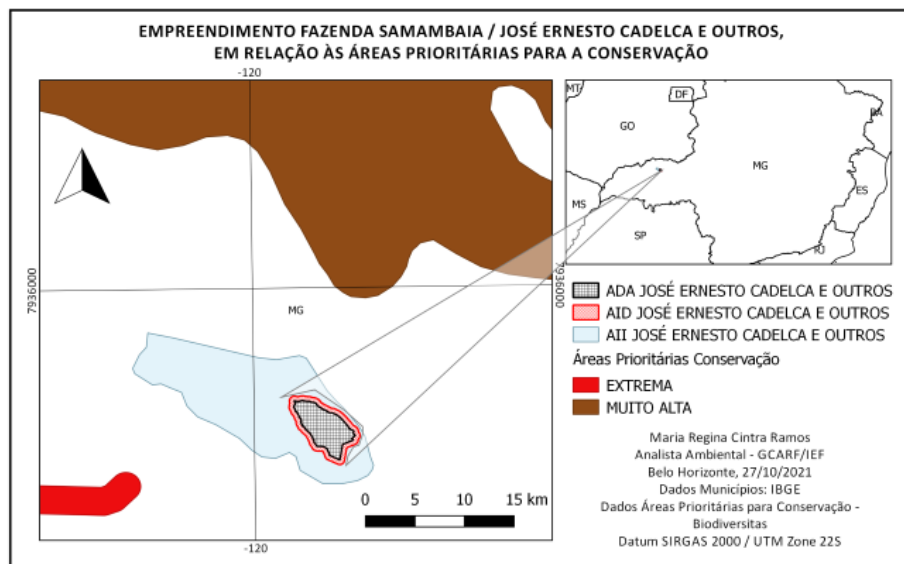 EMPREENDIMENTO FAZENDA SAMAMBAIA / JOSÉ ERNESTO CADELCA E OUTROS,
EM RELAÇÃO ÀS ÁREAS PRIORITÁRIAS PARA A CONSERVAÇÃO
-120
7936000
7936000
MG
-120
0 5 10 15 km
MT
DF
GO
BA
MG
ES
MS
SP
RJ
ADA JOSÉ ERNESTO CADELCA E OUTROS
AID JOSÉ ERNESTO CADELCA E OUTROS
AII JOSÉ ERNESTO CADELCA E OUTROS
Áreas Prioritárias Conservação
EXTREMA
MUITO ALTA
Maria Regina Cintra Ramos
Analista Ambiental - GCARF/IEF
Belo Horizonte, 27/10/2021
Dados Municípios: IBGE
Dados Áreas Prioritárias para Conservação -
Biodiversitas
Datum SIRGAS 2000 / UTM Zone 22S